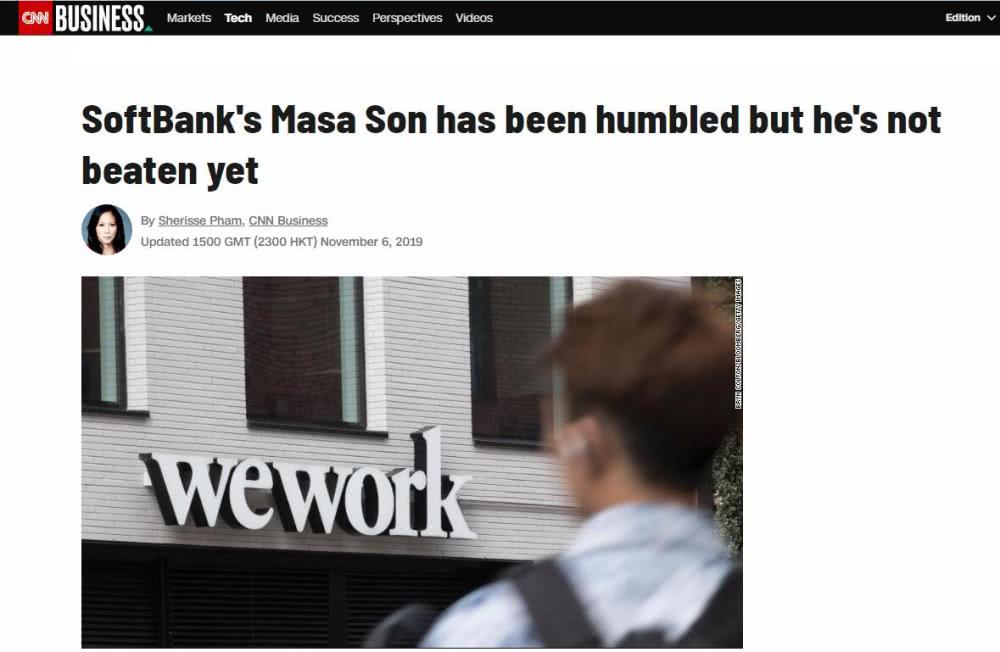 CNN BUSINESS Markets Tech Media Success Perspectives Videos Edition
SoftBank's Masa Son has been humbled but he's not
beaten yet
By Sherisse Pham, CNN Business
Updated 1500 GMT (2300 HKT) November 6, 2019
wework